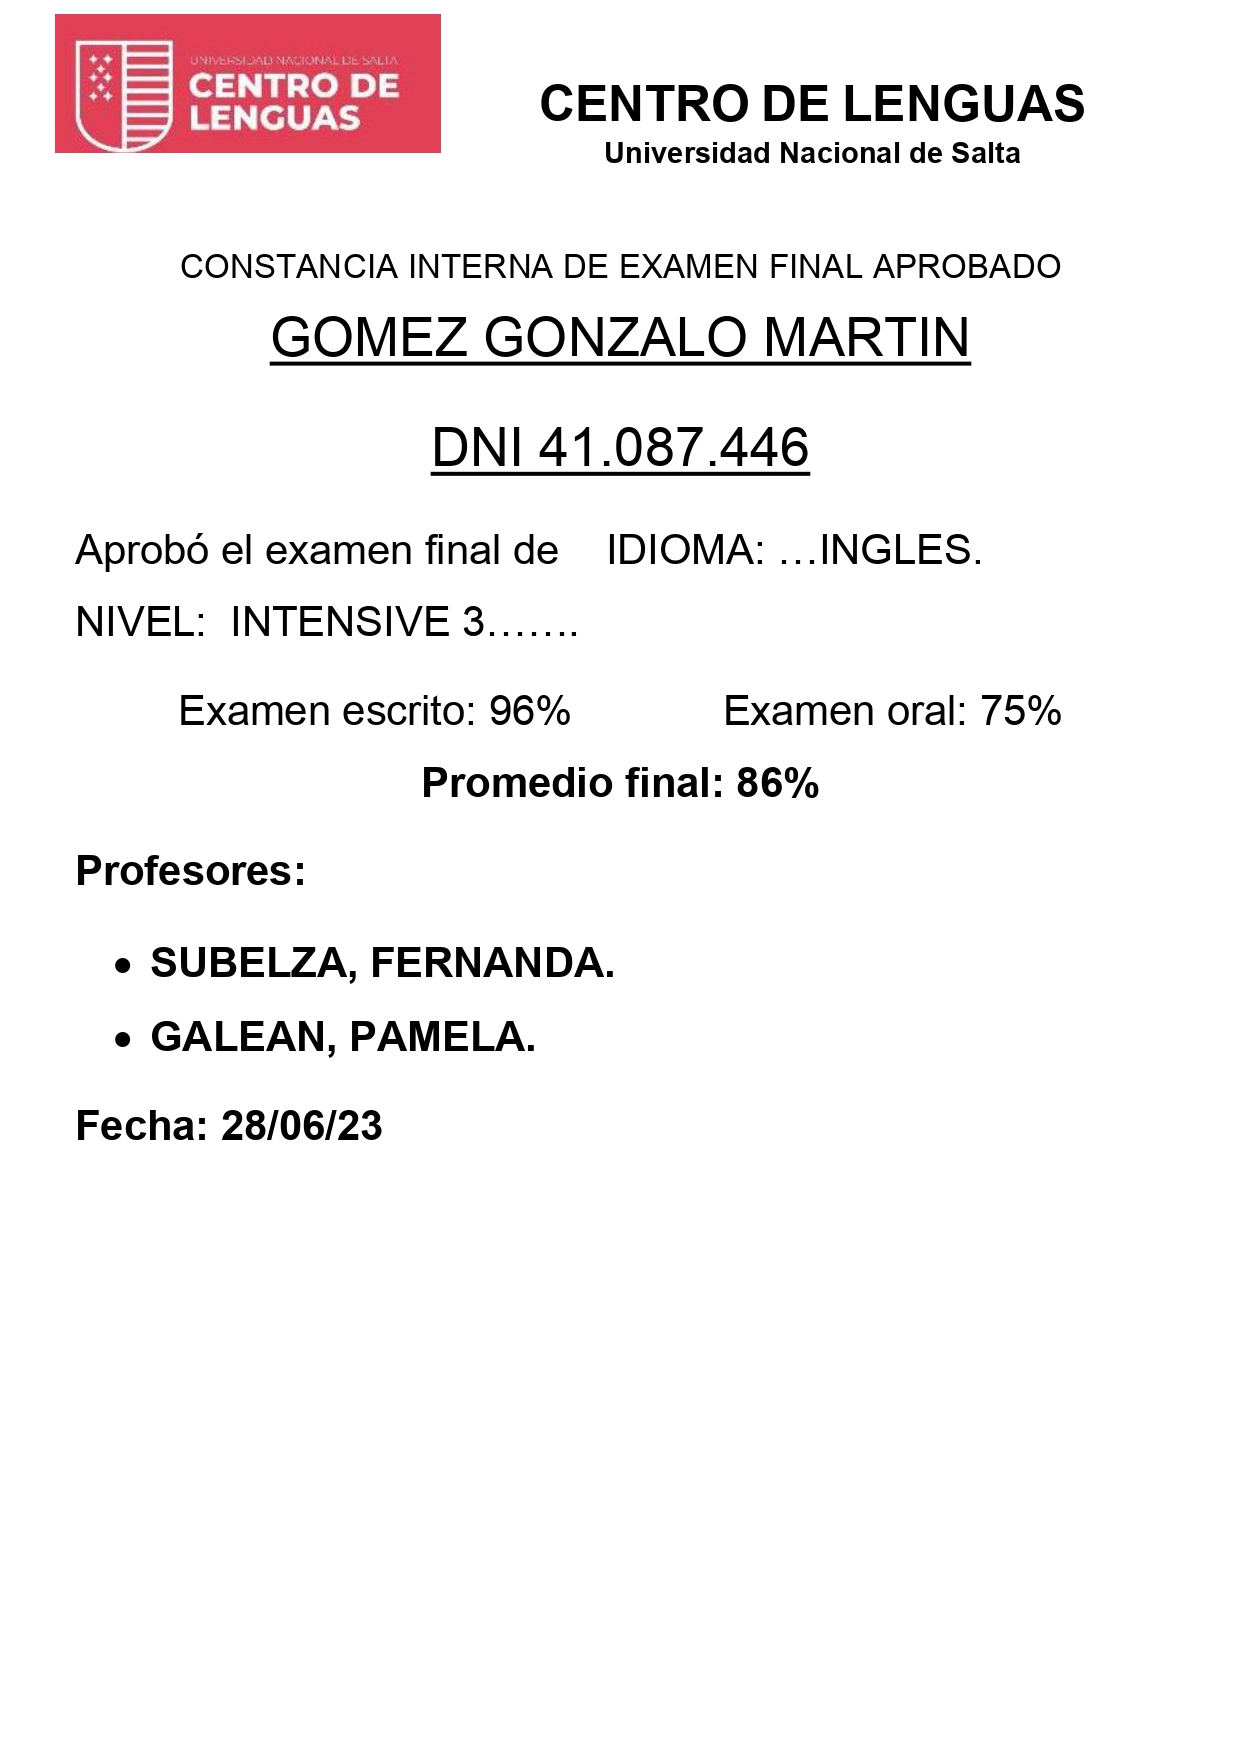 UNIVERSIDAD NACIONAL DE SALTA
CENTRO DE
LENGUAS
CENTRO DE LENGUAS
Universidad Nacional de Salta
CONSTANCIA INTERNA DE EXAMEN FINAL APROBADO
GOMEZ GONZALO MARTIN
DNI 41.087.446
Aprobó el examen final de IDIOMA: …INGLES.
NIVEL: INTENSIVE 3…….
Examen escrito: 96% Examen oral: 75%
Promedio final: 86%
Profesores:
• SUBELZA, FERNANDA.
• GALEAN, PAMELA.
Fecha: 28/06/23